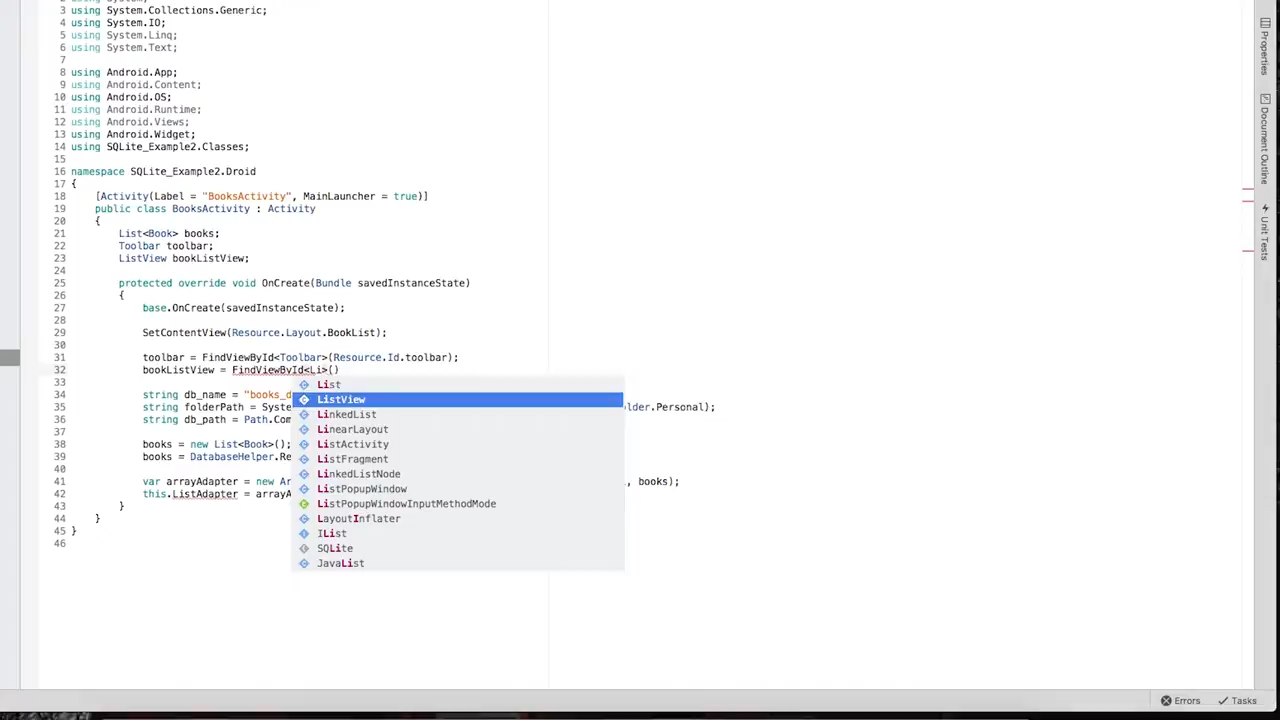 3 using System.Collections.Generic;
4 using System.IO;
5 using System.Linq;
6 using System.Text;
7
8 using Android.App;
9 using Android.Content;
10 using Android.OS;
11 using Android.Runtime;
12 using Android.Views;
13 using Android.Widget;
14 using SQLite_Example2.Classes;
15
16 namespace SQLite_Example2.Droid
17 {
18 [Activity(Label = "BooksActivity", MainLauncher = true)]
19 public class BooksActivity : Activity
20 {
21 List<Book> books;
22 Toolbar toolbar;
23 ListView bookListView;
24
25 protected override void OnCreate(Bundle savedInstanceState)
26 {
27 base.OnCreate(savedInstanceState);
28
29 SetContentView(Resource.Layout.BookList);
30
31 toolbar = FindViewById<Toolbar>(Resource.Id.toolbar);
32 bookListView = FindViewById<Li>()
33
34 string db_name = "books_d
35 string folderPath = Syste lder.Personal);
36 string db_path = Path.Com
37
38 books = new List<Book>();
39 books = DatabaseHelper.Re
40
41 var arrayAdapter = new Ar , books);
42 this.ListAdapter = arrayA
43 }
44 }
45 }
46
List
ListView
LinkedList
LinearLayout
ListActivity
ListFragment
LinkedListNode
ListPopupWindow
ListPopupWindowInputMethodMode
LayoutInflater
IList
SQLite
JavaList
Properties
Document Outline
Unit Tests
Errors
Tasks